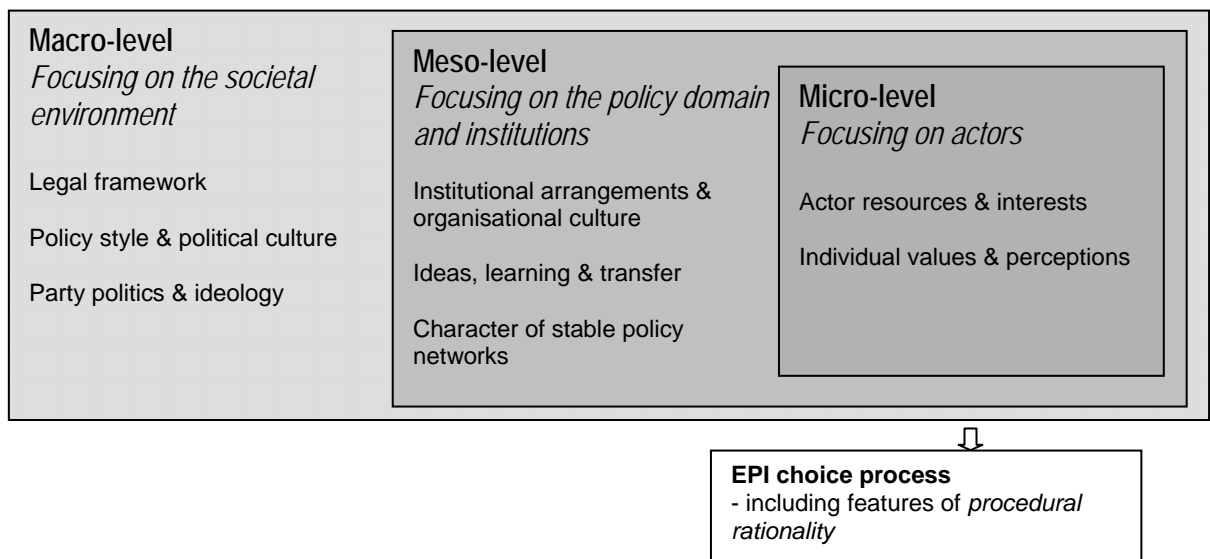 Macro-level
Focusing on the societal
environment
Legal framework
Policy style & political culture
Party politics & ideology
Meso-level
Focusing on the policy domain
and institutions
Institutional arrangements &
organisational culture
Ideas, learning & transfer
Character of stable policy
networks
Micro-level
Focusing on actors
Actor resources & interests
Individual values & perceptions
EPI choice process
- including features of procedural
rationality